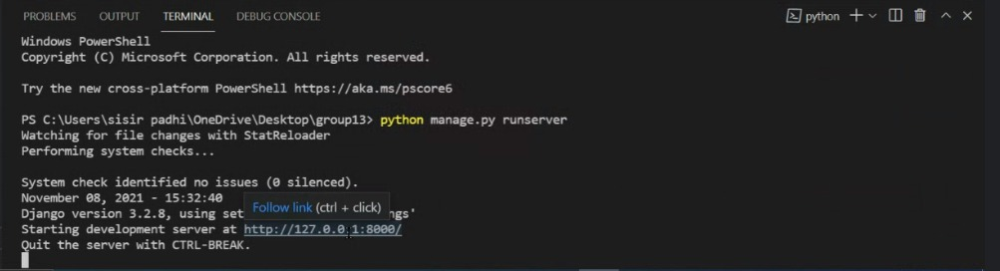 PROBLEMS OUTPUT TERMINAL DEBUG CONSOLE python
Windows PowerShell
Copyright (C) Microsoft Corporation. All rights reserved.
Try the new cross-platform PowerShell https://aka.ms/pscore6
PS C:\Users\sisir padhi\OneDrive\Desktop\group13> python manage.py runserver
Watching for file changes with StatReloader
Performing system checks...
System check identified no issues (0 silenced).
November 08, 2021 - 15:32:40
Follow link (ctrl + click)
Django version 3.2.8, using set ngs'
Starting development server at http://127.0.0.1:8000/
Quit the server with CTRL-BREAK.